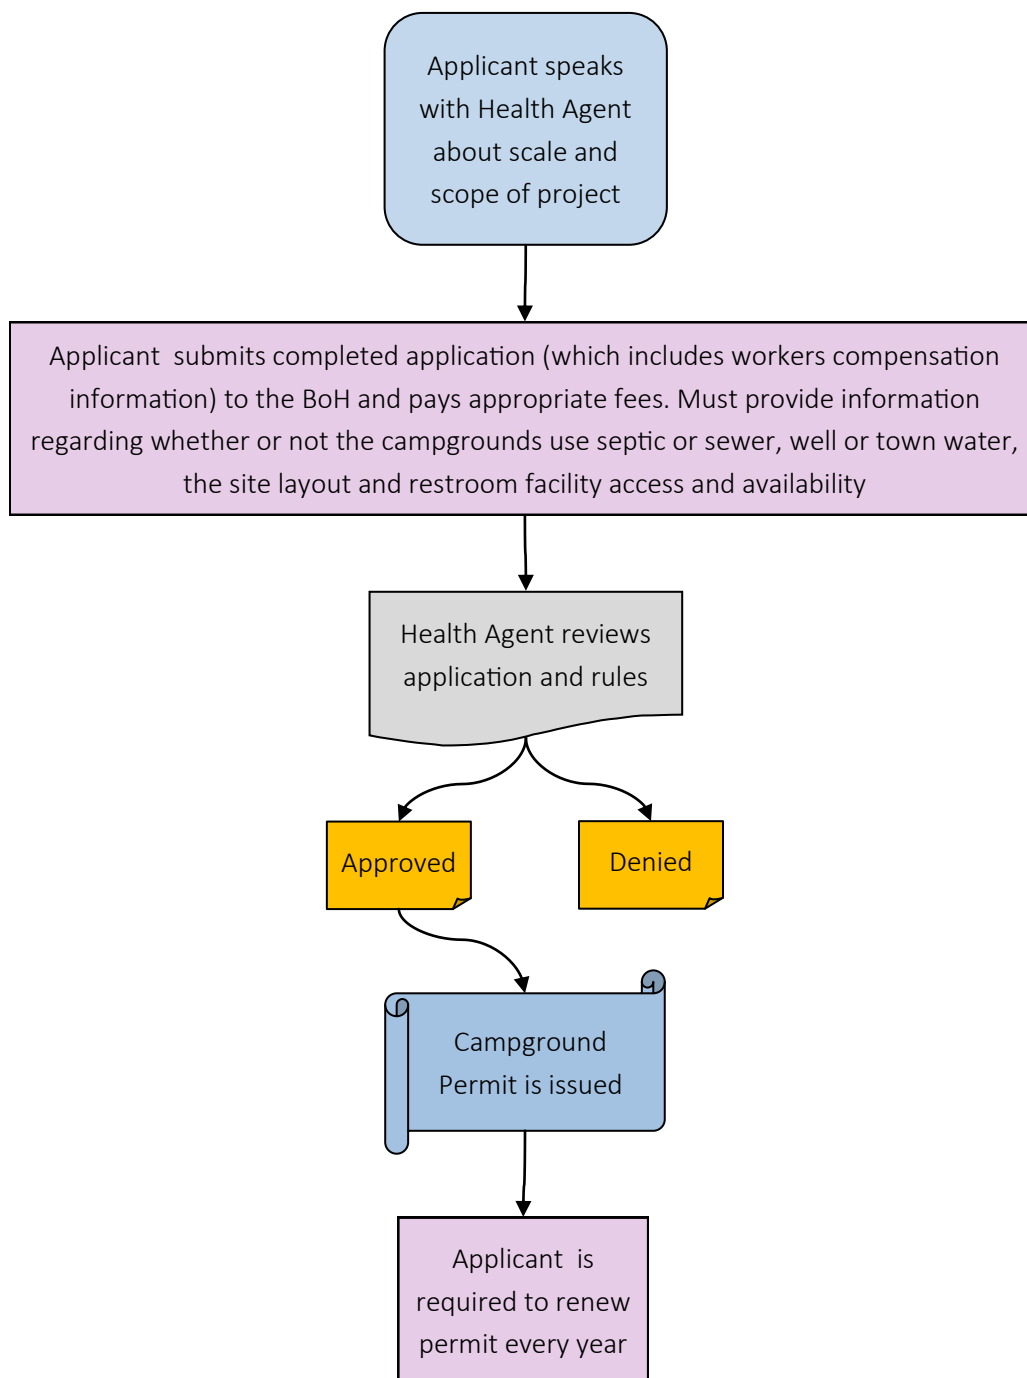 Applicant speaks
with Health Agent
about scale and
scope of project
Applicant  submits completed application (which includes workers compensation
information) to the BoH and pays appropriate fees. Must provide information
regarding whether or not the campgrounds use septic or sewer, well or town water,
the site layout and restroom facility access and availability
Health Agent reviews
application and rules
Approved
Denied
Campground
Permit is issued
Applicant  is
required to renew
permit every year